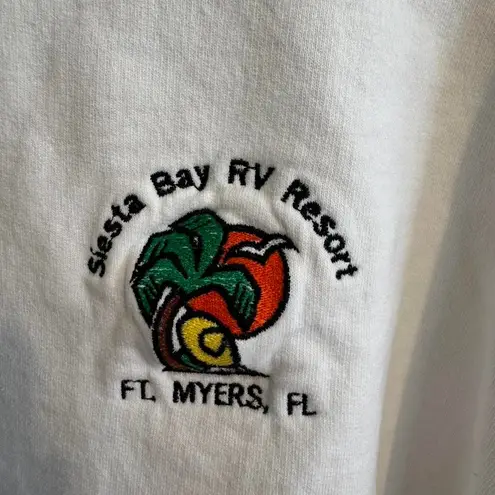 Siesta Bay RV ReSort
FT. MYERS, FL